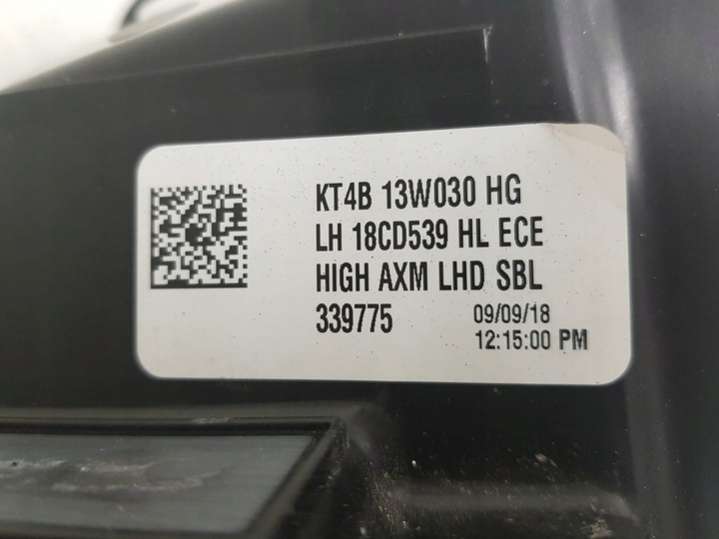 KT4B 13W030 HG
LH 18CD539 HL ECE
HIGH AXM LHD SBL
339775 09/09/18
12:15:00 PM